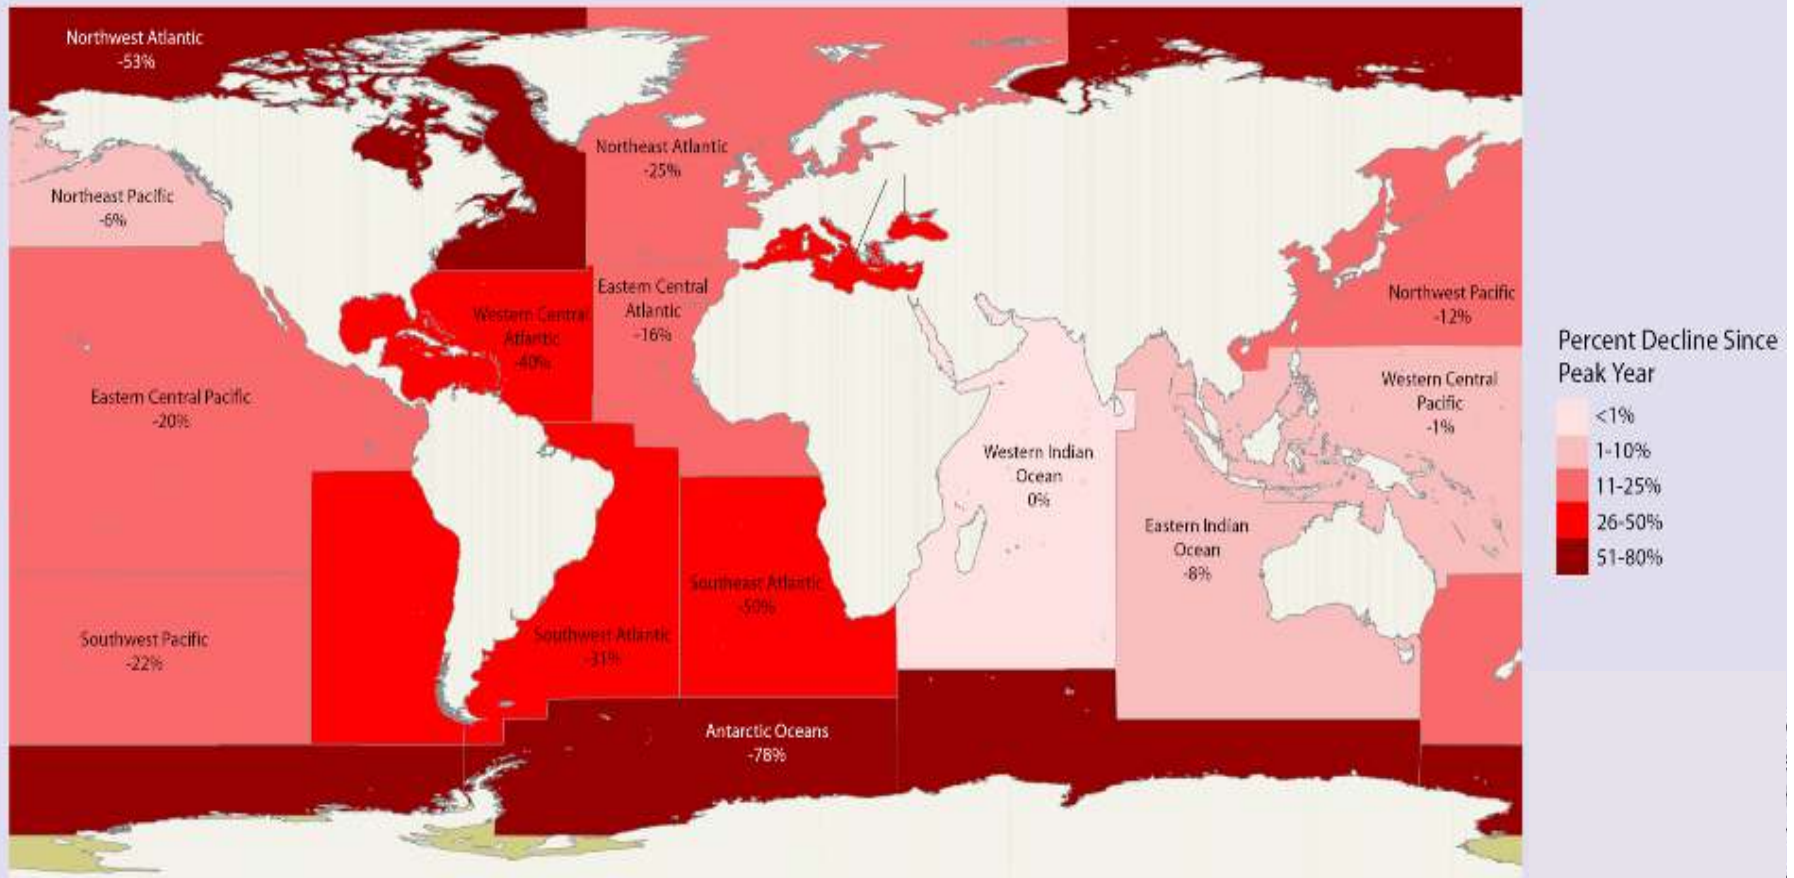 Northwest Atlantic
-53%
Northeast Atlantic
-25%
Northeast Pacific
-6%
Eastern Central
Atlantic
-16%
Western Central
Atlantic
-40%
Northwest Pacific
-12%
Eastern Central Pacific
-20%
Western Central
Pacific
-1%
Western Indian
Ocean
0%
Eastern Indian
Ocean
-8%
Southeast Atlantic
-50%
Southwest Atlantic
-31%
Southwest Pacific
-22%
Antarctic Oceans
-78%
Percent Decline Since
Peak Year
<1%
1-10%
11-25%
26-50%
51-80%